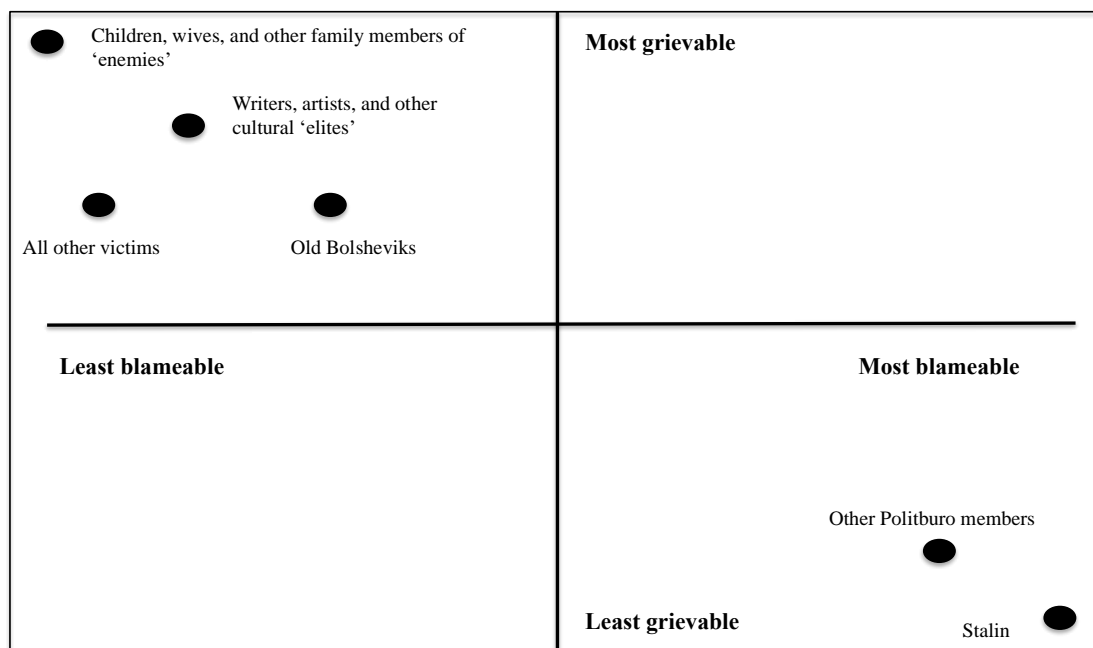 Children, wives, and other family members of
‘enemies’
Most grievable
Writers, artists, and other
cultural ‘elites’
All other victims
Old Bolsheviks
Least blameable
Most blameable
Other Politburo members
Least grievable
Stalin